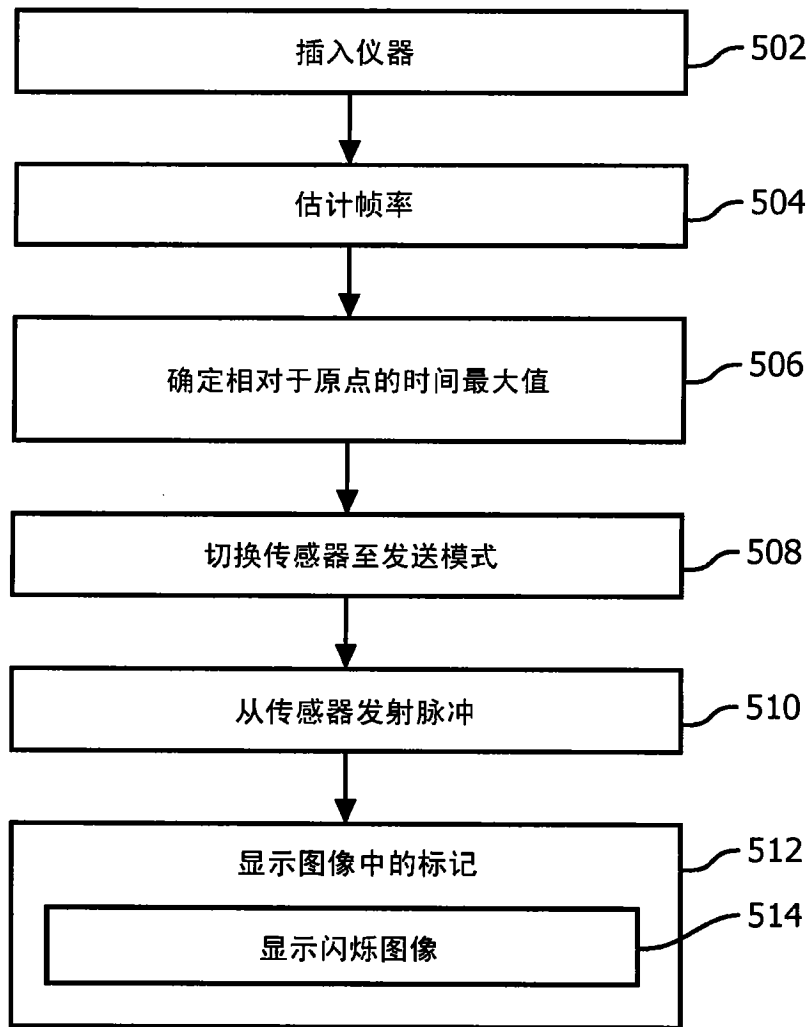 插入仪器
502
估计帧率
504
确定相对于原点的时间最大值
506
切换传感器至发送模式
508
从传感器发射脉冲
510
显示图像中的标记
512
显示闪烁图像
514